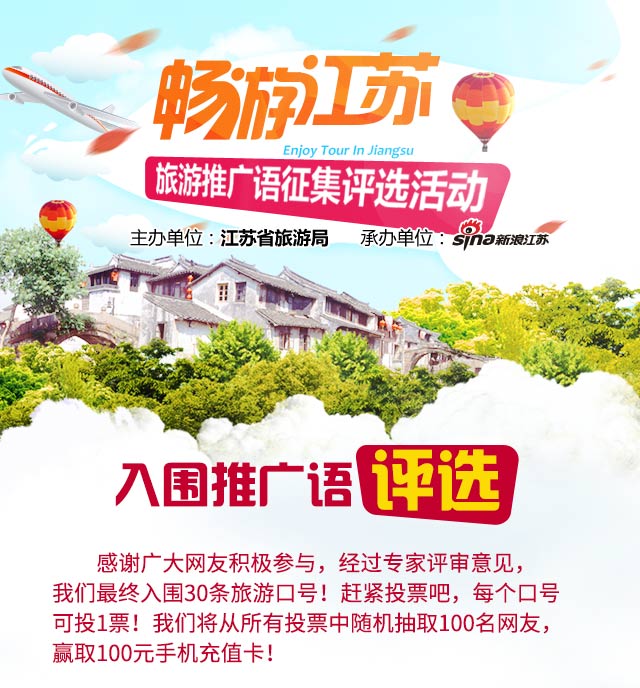 畅游江苏
Enjoy Tour In Jiangsu
旅游推广语征集评选活动
主办单位：江苏省旅游局 承办单位：sina新浪江苏
入围推广语评选
感谢广大网友积极参与，经过专家评审意见，
我们最终入围30条旅游口号！赶紧投票吧，每个口号
可投1票！我们将从所有投票中随机抽取100名网友，
赢取100元手机充值卡！